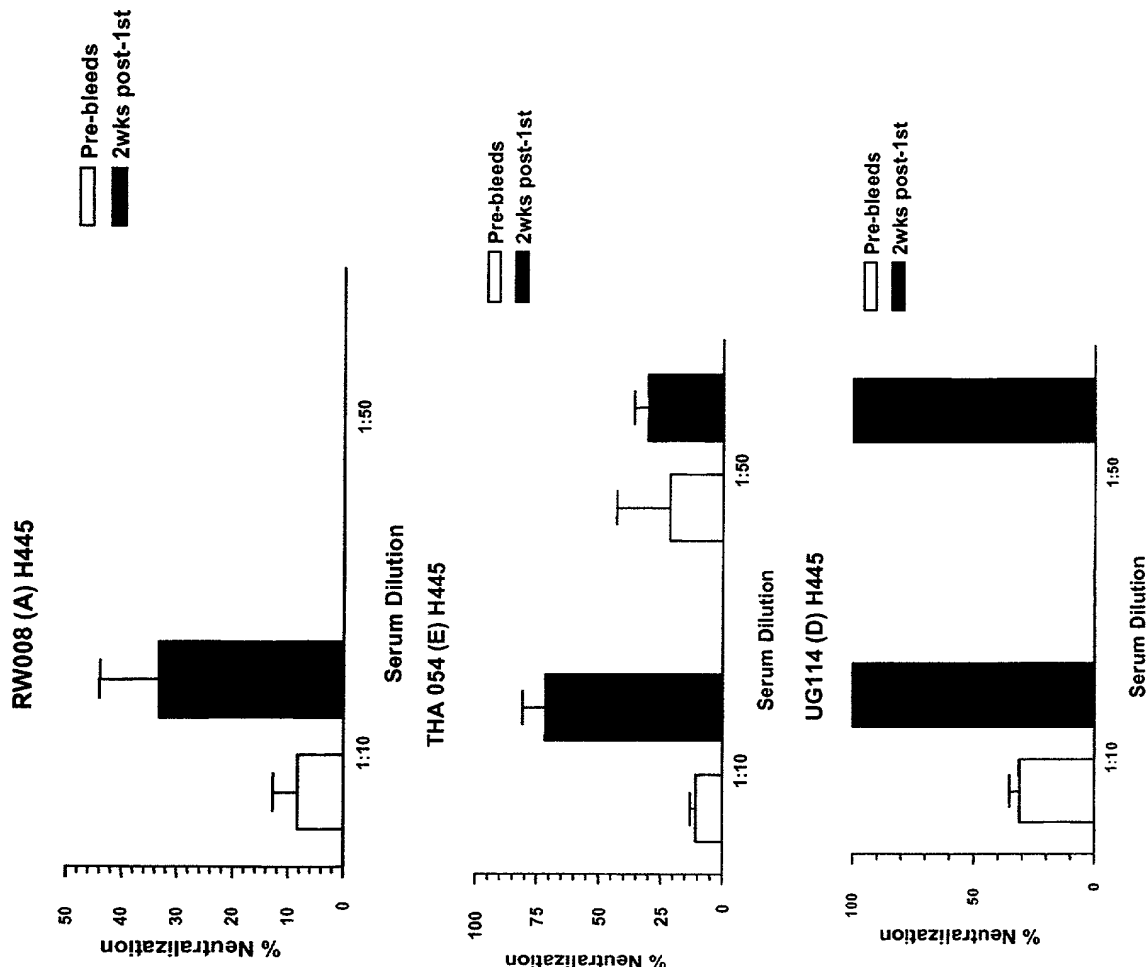 RW008 (A) H445
Pre-bleeds
2wks post-1st
% Neutralization
50
40
30
20
10
0
1:10
1:50
Serum Dilution
THA 054 (E) H445
Pre-bleeds
2wks post-1st
% Neutralization
100
75
50
25
0
1:10
1:50
Serum Dilution
UG114 (D) H445
Pre-bleeds
2wks post-1st
% Neutralization
100
50
0
1:10
1:50
Serum Dilution